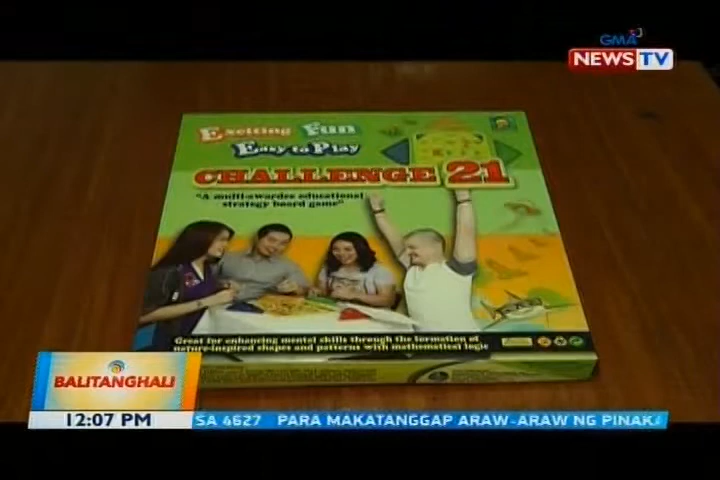 GMA
NEWS TV
Exciting Fun
Easy to Play
CHALLENGE 21
"A multi-awardee educational
strategy board game"
Great for enhancing mental skills through the formation of
nature-inspired shapes and patterns with mathematical logic
BALITANGHALI
12:07 PM
SA 4627 PARA MAKATANGGAP ARAW-ARAW NG PINAKA